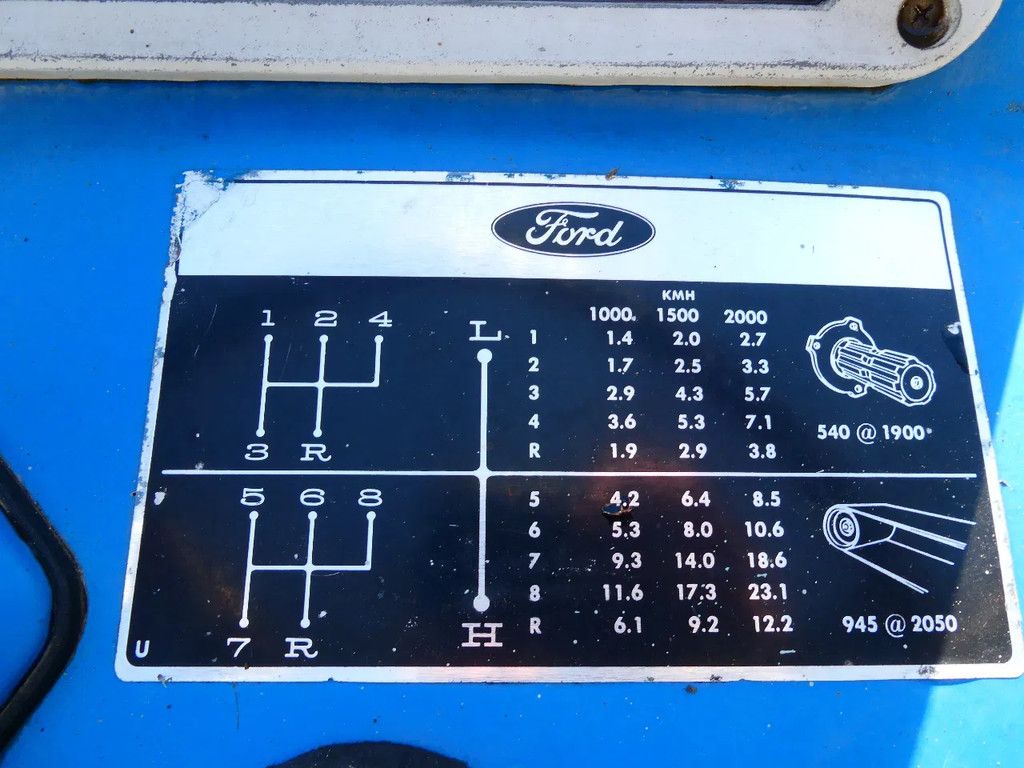 Ford
KMH
1000 1500 2000
1 2 4 L 1 1.4 2.0 2.7
2 1.7 2.5 3.3
3 2.9 4.3 5.7
4 3.6 5.3 7.1 540 @ 1900
3 R R 1.9 2.9 3.8
5 6 8 5 4.2 6.4 8.5
6 5.3 8.0 10.6
7 9.3 14.0 18.6
8 11.6 17.3 23.1
7 R H R 6.1 9.2 12.2 945 @ 2050
U